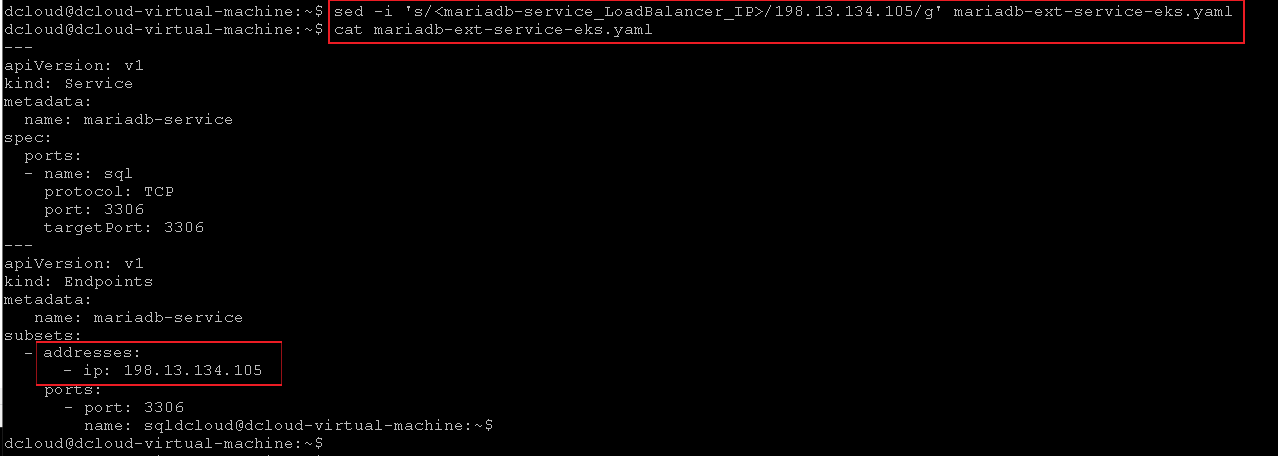 dcloud@dcloud-virtual-machine:~$ sed -i 's/<mariadb-service_LoadBalancer_IP>/198.13.134.105/g' mariadb-ext-service-eks.yaml
dcloud@dcloud-virtual-machine:~$ cat mariadb-ext-service-eks.yaml
---
apiVersion: v1
kind: Service
metadata:
  name: mariadb-service
spec:
  ports:
  - name: sql
    protocol: TCP
    port: 3306
    targetPort: 3306
---
apiVersion: v1
kind: Endpoints
metadata:
   name: mariadb-service
subsets:
  - addresses:
      - ip: 198.13.134.105
    ports:
      - port: 3306
        name: sqldcloud@dcloud-virtual-machine:~$
dcloud@dcloud-virtual-machine:~$